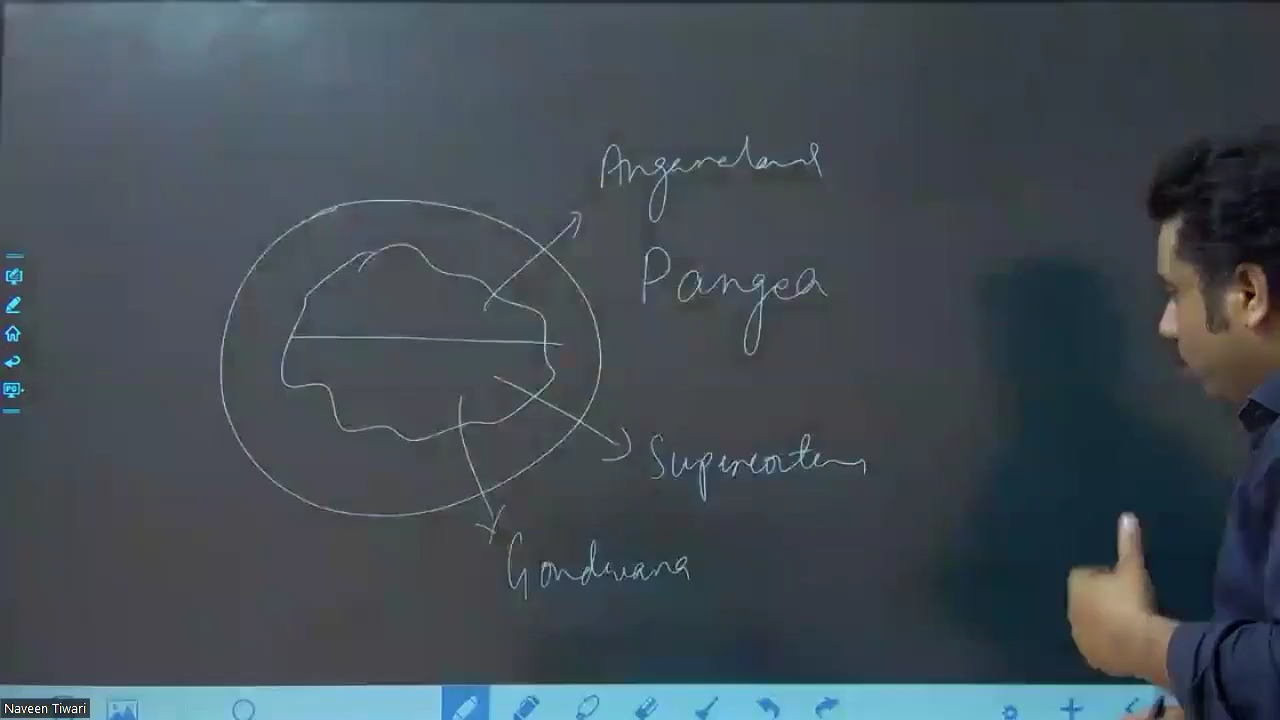 Angaraland
Pangea
Superconten
Gondwana
Naveen Tiwari